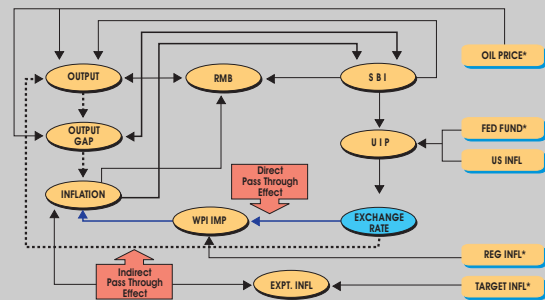 OIL PRICE*
OUTPUT
RMB
S B I
OUTPUT
GAP
U I P
FED FUND*
US INFL
Direct
Pass Through
Effect
INFLATION
WPI IMP
EXCHANGE
RATE
REG INFL*
Indirect
Pass Through
Effect
EXPT. INFL
TARGET INFL*